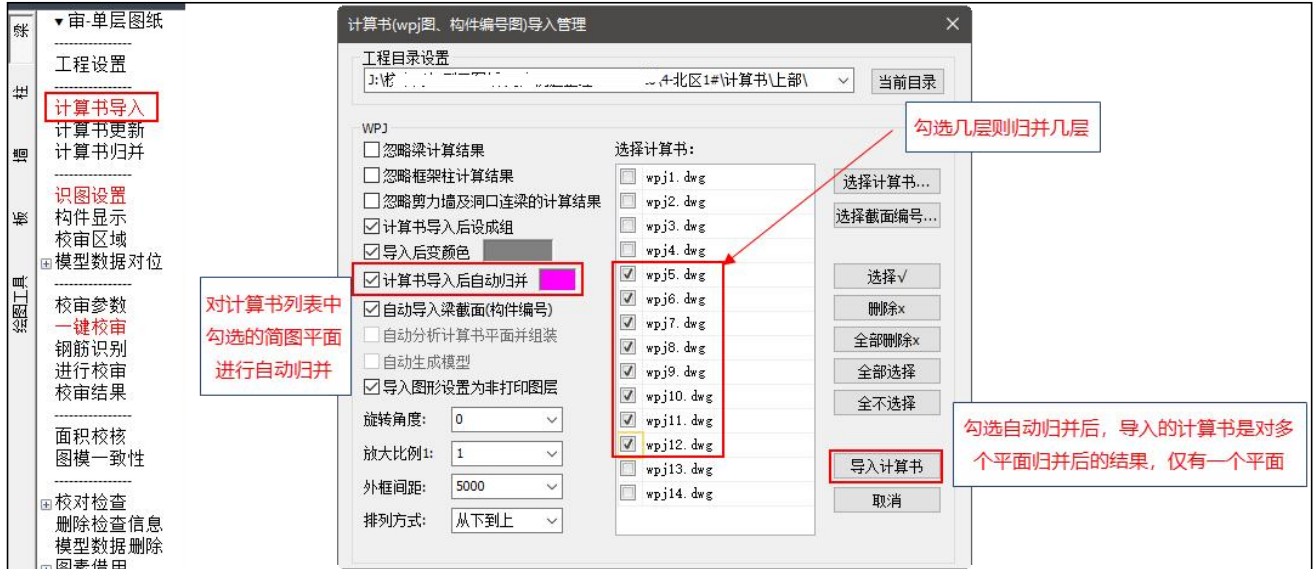 梁
柱
墙
板
绘图工具
▼审-单层图纸
工程设置
计算书导入
计算书更新
计算书归并
识图设置
构件显示
校审区域
模型数据对位
校审参数
一键校审
钢筋识别
进行校审
校审结果
面积校核
图模一致性
校对检查
删除检查信息
模型数据删除
图素借用
计算书(wpj图、构件编号图)导入管理
工程目录设置
J:\
4-北区1#\计算书\上部\
当前目录
WPJ
忽略梁计算结果
忽略框架柱计算结果
忽略剪力墙及洞口连梁的计算结果
计算书导入后设成组
导入后变颜色
计算书导入后自动归并
自动导入梁截面(构件编号)
自动分析计算书平面并组装
自动生成模型
导入图形设置为非打印图层
旋转角度: 0
放大比例1: 1
外框间距: 5000
排列方式: 从下到上
选择计算书:
wpj1.dwg
wpj2.dwg
wpj3.dwg
wpj4.dwg
wpj5.dwg
wpj6.dwg
wpj7.dwg
wpj8.dwg
wpj9.dwg
wpj10.dwg
wpj11.dwg
wpj12.dwg
wpj13.dwg
wpj14.dwg
选择计算书...
选择截面编号...
选择√
删除x
全部删除x
全部选择
全不选择
导入计算书
取消
勾选几层则归并几层
对计算书列表中
勾选的简图平面
进行自动归并
勾选自动归并后，导入的计算书是对多
个平面归并后的结果，仅有一个平面